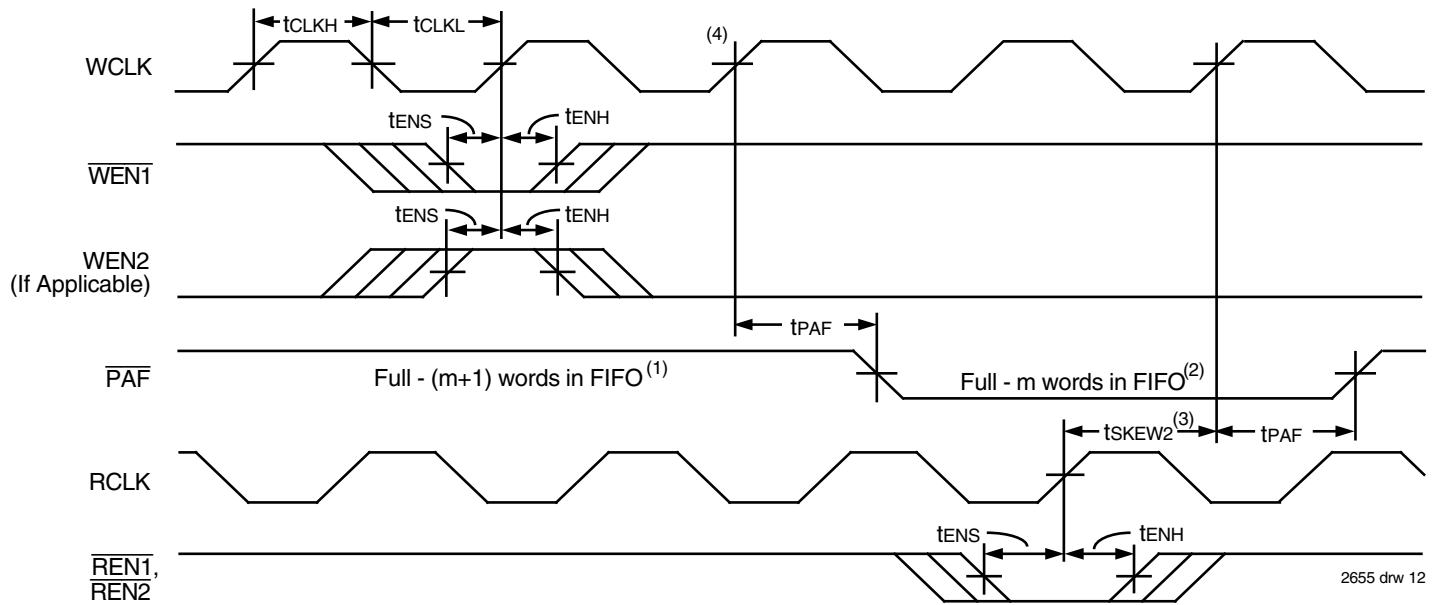 tCLKH
tCLKL
(4)
WCLK
tENS
tENH
WEN1
tENS
tENH
WEN2
(If Applicable)
tPAF
PAF
Full - (m+1) words in FIFO(1)
Full - m words in FIFO(2)
tSKEW2(3)
tPAF
RCLK
tENS
tENH
REN1,
REN2
2655 drw 12